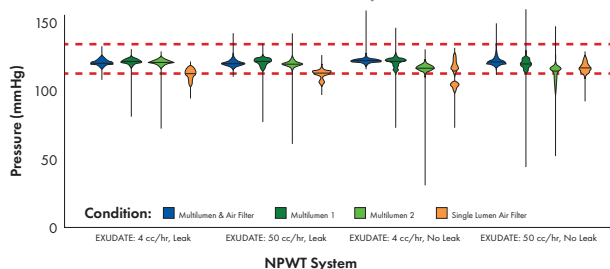 150
100
50
0
Pressure (mmHg)
Condition: Multilumen & Air Filter Multilumen 1 Multilumen 2 Single Lumen Air Filter
EXUDATE: 4 cc/hr, Leak EXUDATE: 50 cc/hr, Leak EXUDATE: 4 cc/hr, No Leak EXUDATE: 50 cc/hr, No Leak
NPWT System